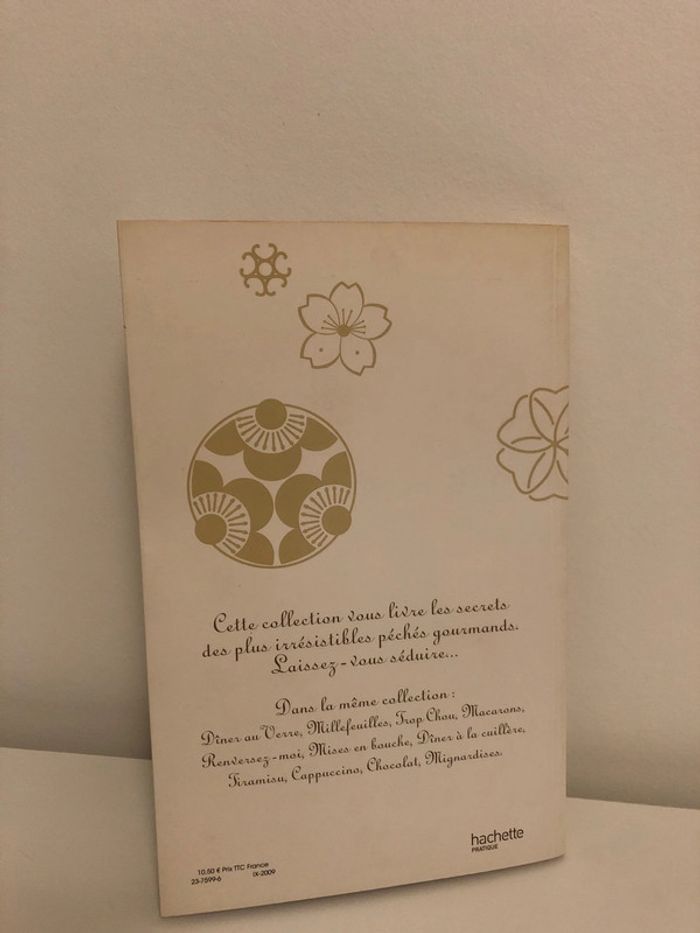 Cette collection vous livre les secrets
des plus irrésistibles péchés gourmands.
Laissez-vous séduire...
Dans la même collection :
Dîner au Verre, Millefeuilles, Trop Chou, Macarons,
Renversez-moi, Mises en bouche, Dîner à la cuillère,
Tiramisu, Cappuccino, Chocolat, Mignardises.
hachette
PRATIQUE
10,50 € Prix TTC France
23-7599-6 IX-2009